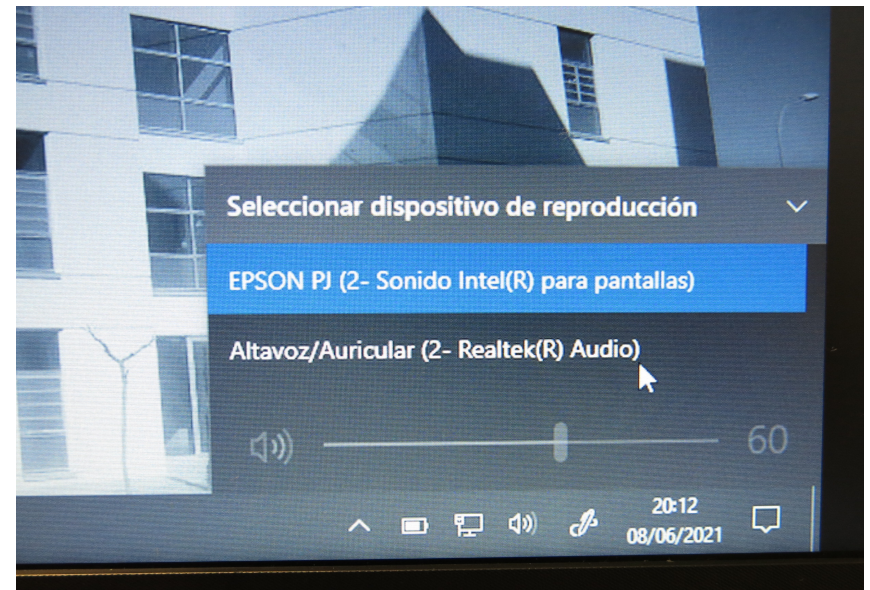 Seleccionar dispositivo de reproducción
EPSON PJ (2- Sonido Intel(R) para pantallas)
Altavoz/Auricular (2- Realtek(R) Audio)
60
20:12
08/06/2021